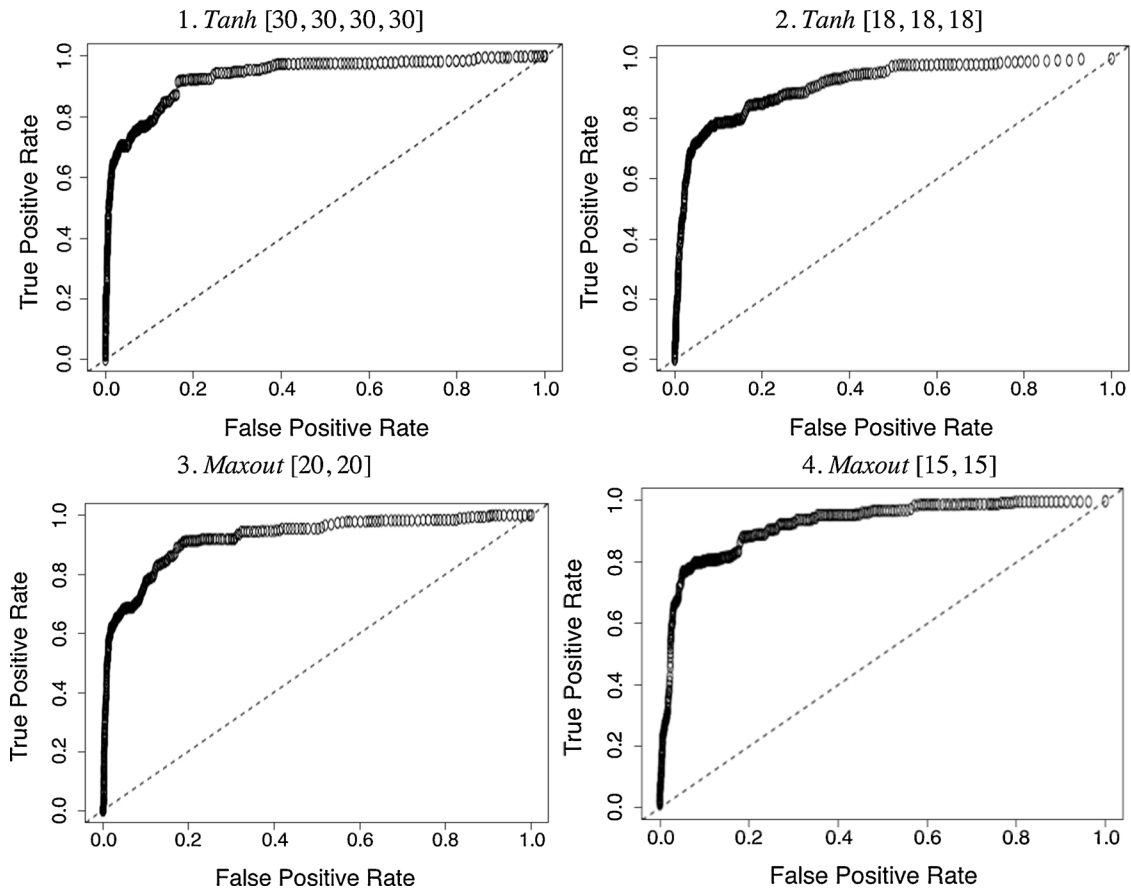 1. Tanh [30, 30, 30, 30]
True Positive Rate
1.0
0.8
0.6
0.4
0.2
0.0
0.0 0.2 0.4 0.6 0.8 1.0
False Positive Rate
2. Tanh [18, 18, 18]
True Positive Rate
1.0
0.8
0.6
0.4
0.2
0.0
0.0 0.2 0.4 0.6 0.8 1.0
False Positive Rate
3. Maxout [20, 20]
True Positive Rate
1.0
0.8
0.6
0.4
0.2
0.0
0.0 0.2 0.4 0.6 0.8 1.0
False Positive Rate
4. Maxout [15, 15]
True Positive Rate
1.0
0.8
0.6
0.4
0.2
0.0
0.0 0.2 0.4 0.6 0.8 1.0
False Positive Rate